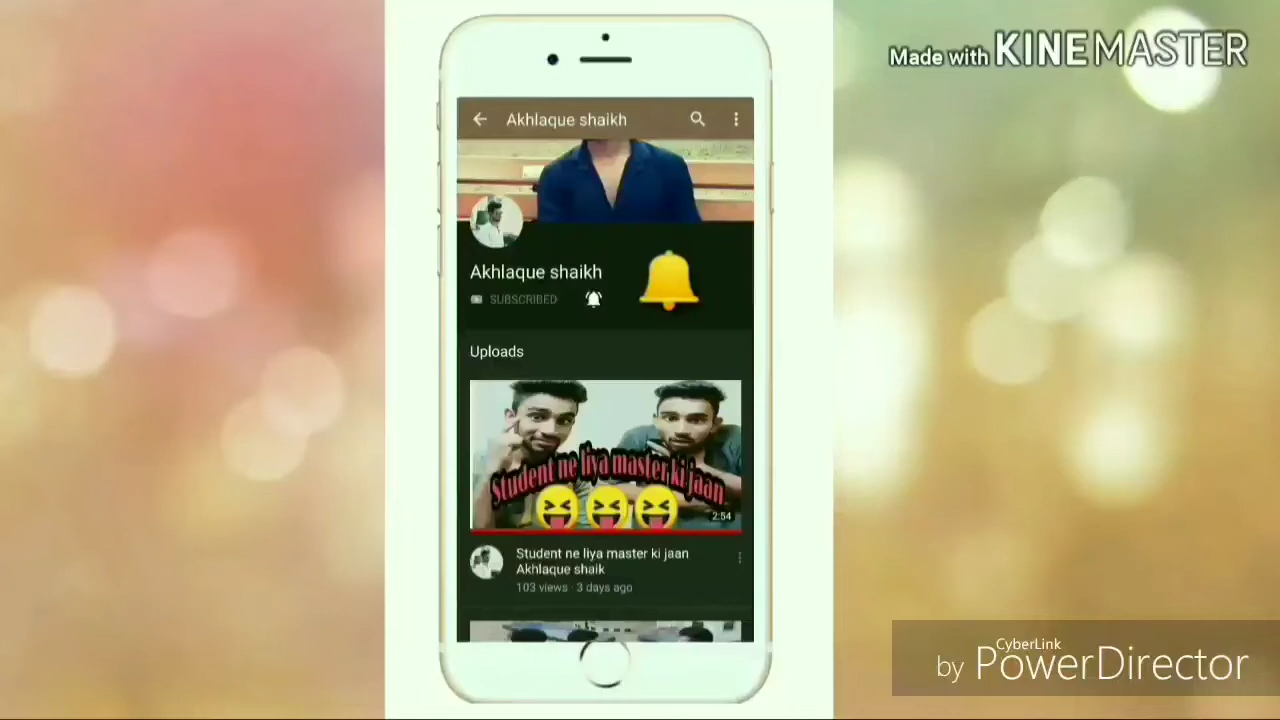 Made with KINEMASTER
Akhlaque shaikh
Akhlaque shaikh
SUBSCRIBED
Uploads
Student ne liya master ki jaan
2:54
Student ne liya master ki jaan
Akhlaque shaik
103 views · 3 days ago
CyberLink
by PowerDirector